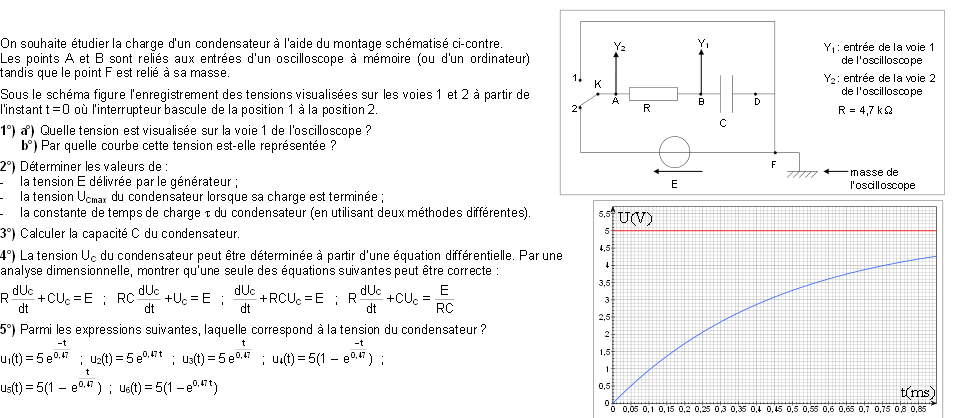 On souhaite étudier la charge d'un condensateur à l'aide du montage schématisé ci-contre.
Les points A et B sont reliés aux entrées d'un oscilloscope à mémoire (ou d'un ordinateur)
tandis que le point F est relié à sa masse.
Sous le schéma figure l'enregistrement des tensions visualisées sur les voies 1 et 2 à partir de
l'instant t = 0 où l'interrupteur bascule de la position 1 à la position 2.
1°) a°) Quelle tension est visualisée sur la voie 1 de l'oscilloscope ?
b°) Par quelle courbe cette tension est-elle représentée ?
2°) Déterminer les valeurs de :
- la tension E délivrée par le générateur ;
- la tension UCmax du condensateur lorsque sa charge est terminée ;
- la constante de temps de charge τ du condensateur (en utilisant deux méthodes différentes).
3°) Calculer la capacité C du condensateur.
4°) La tension UC du condensateur peut être déterminée à partir d'une équation différentielle. Par une
analyse dimensionnelle, montrer qu'une seule des équations suivantes peut être correcte :
R dUc/dt + CUC = E ; RC dUc/dt + UC = E ; dUc/dt + RCUC = E ; R dUc/dt + CUC = E/RC
5°) Parmi les expressions suivantes, laquelle correspond à la tension du condensateur ?
u1(t) = 5 e^(-t/0,47) ; u2(t) = 5 e^(0,47 t) ; u3(t) = 5 e^(t/0,47) ; u4(t) = 5(1 – e^(-t/0,47)) ;
u5(t) = 5(1 – e^(t/0,47)) ; u6(t) = 5(1 – e^(0,47 t))
Y2
Y1
1
K
2
A
R
B
C
D
F
E
Y1 : entrée de la voie 1
de l'oscilloscope
Y2 : entrée de la voie 2
de l'oscilloscope
R = 4,7 k Ω
masse de
l'oscilloscope
U(V)
5,5
5
4,5
4
3,5
3
2,5
2
1,5
1
0,5
0
t(ms)
0 0,05 0,1 0,15 0,2 0,25 0,3 0,35 0,4 0,45 0,5 0,55 0,6 0,65 0,7 0,75 0,8 0,85